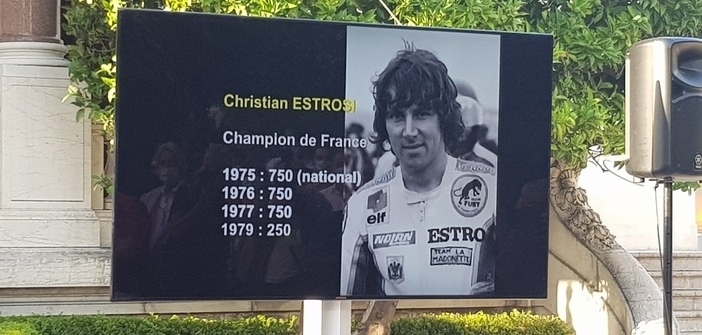 Christian ESTROSI
Champion de France
1975 : 750 (national)
1976 : 750
1977 : 750
1979 : 250
elf
NOLAN
ESTRO
TEAM LA
MADONETTE
FURY